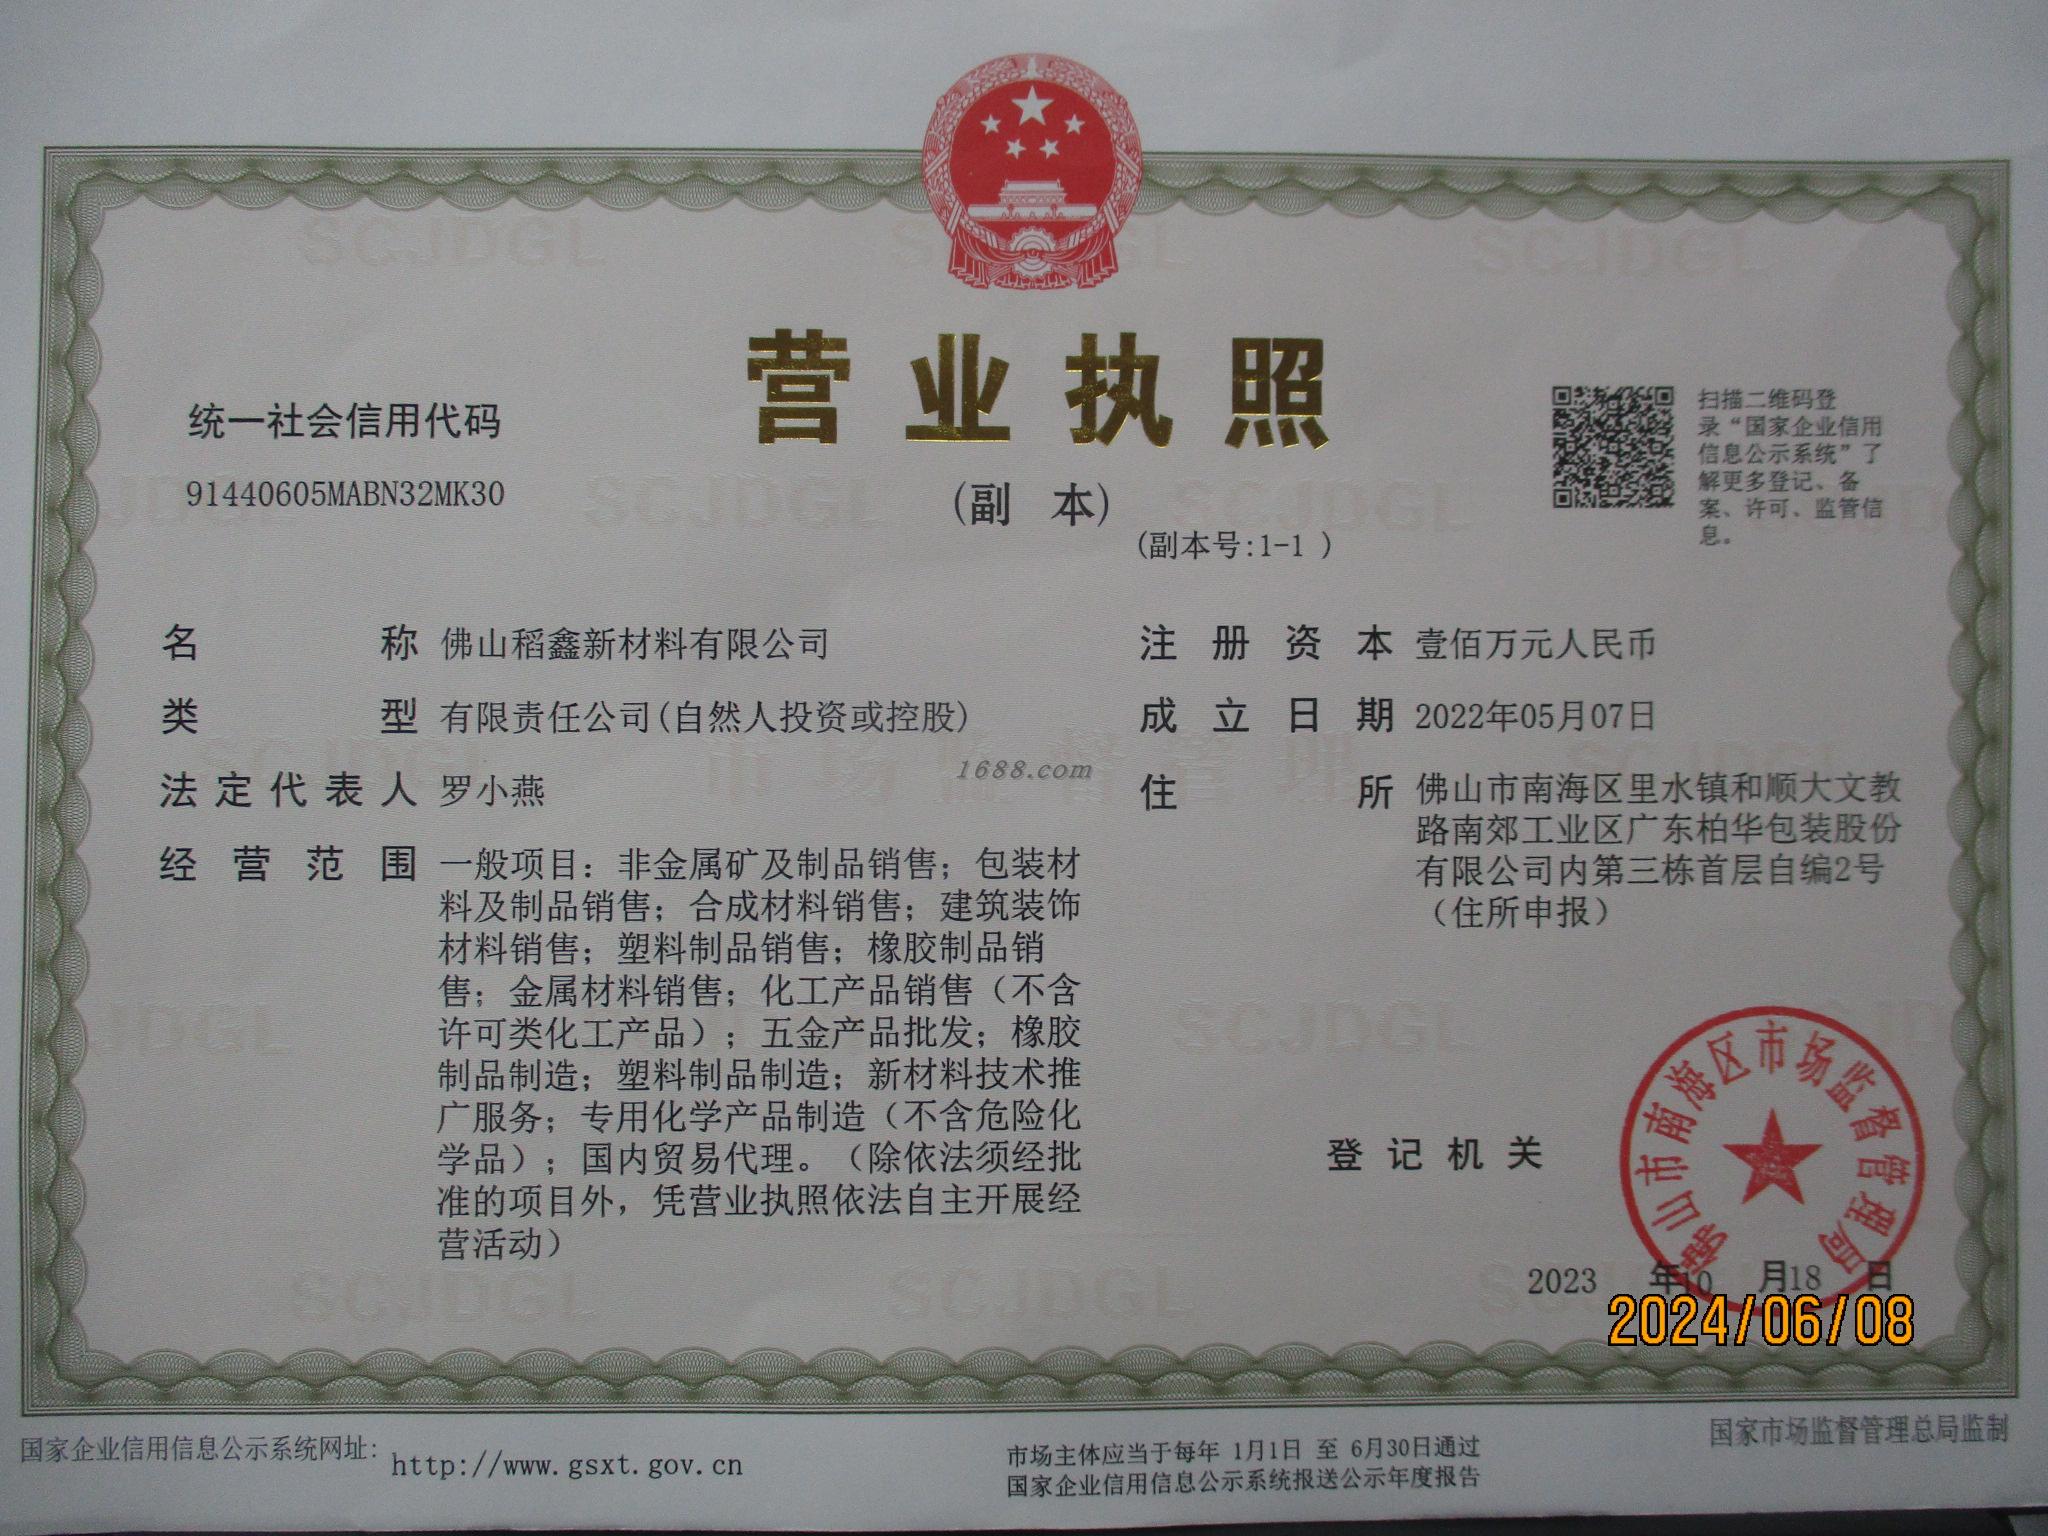 营业执照
(副 本)
(副本号:1-1 )
统一社会信用代码
91440605MABN32MK30
扫描二维码登
录“国家企业信用
信息公示系统”了
解更多登记、备
案、许可、监管信
息。
名 称 佛山稻鑫新材料有限公司
类 型 有限责任公司(自然人投资或控股)
法定代表人 罗小燕
经营范围 一般项目：非金属矿及制品销售；包装材
料及制品销售；合成材料销售；建筑装饰
材料销售；塑料制品销售；橡胶制品销
售；金属材料销售；化工产品销售（不含
许可类化工产品）；五金产品批发；橡胶
制品制造；塑料制品制造；新材料技术推
广服务；专用化学产品制造（不含危险化
学品）；国内贸易代理。（除依法须经批
准的项目外，凭营业执照依法自主开展经
营活动）
注册资本 壹佰万元人民币
成立日期 2022年05月07日
住 所 佛山市南海区里水镇和顺大文教
路南郊工业区广东柏华包装股份
有限公司内第三栋首层自编2号
（住所申报）
1688.com
登记机关
佛山市南海区市场监督管理局
2023 年10 月18 日
2024/06/08
国家企业信用信息公示系统网址: http://www.gsxt.gov.cn
市场主体应当于每年 1月1日 至 6月30日通过
国家企业信用信息公示系统报送公示年度报告
国家市场监督管理总局监制
SCJDGL
SCJDGL
SCJDGL
SCJDGL
SCJDGL
市场监督管理
SCJDGL
SCJDGL
SCJDGL